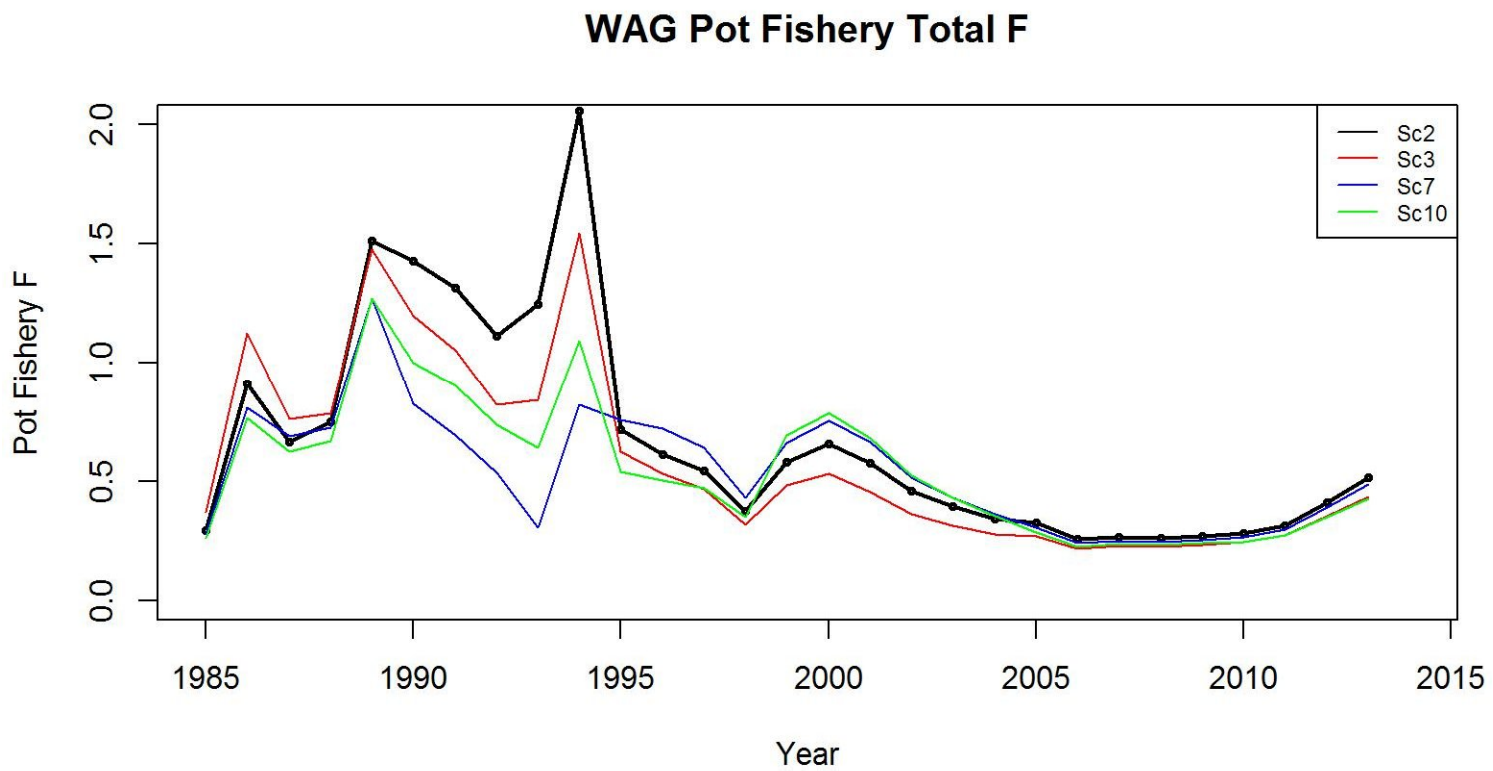 WAG Pot Fishery Total F
Pot Fishery F
2.0
1.5
1.0
0.5
0.0
Sc2
Sc3
Sc7
Sc10
1985 1990 1995 2000 2005 2010 2015
Year